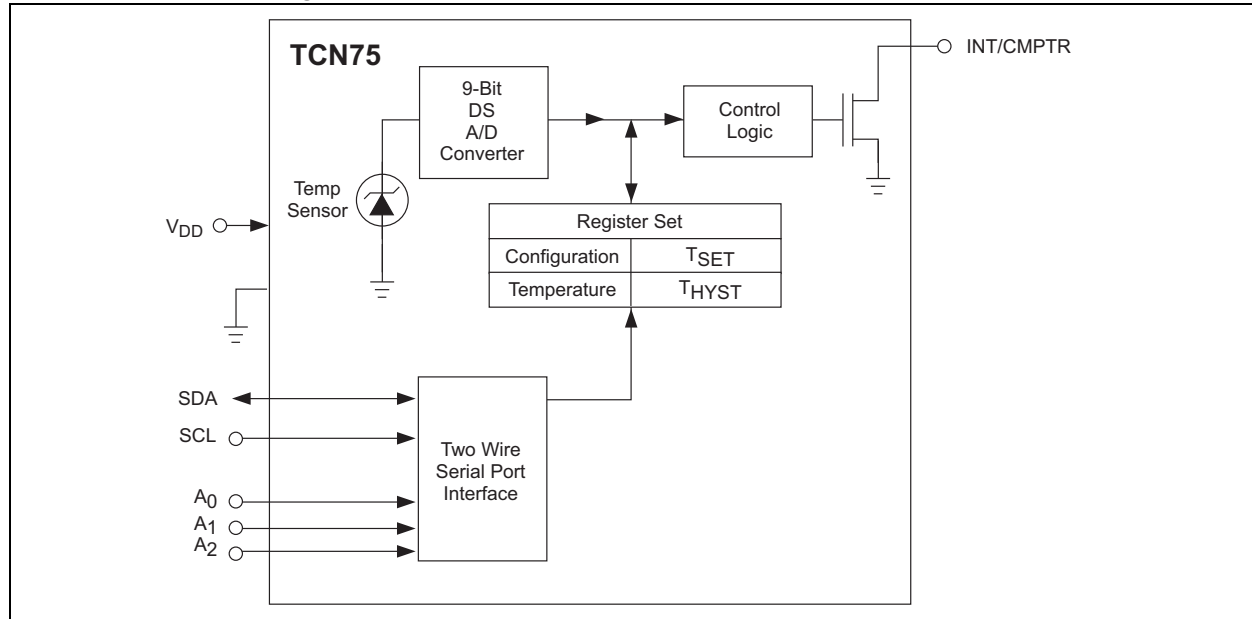 TCN75
9-Bit
DS
A/D
Converter
Control
Logic
INT/CMPTR
Temp
Sensor
VDD
Register Set
Configuration TSET
Temperature THYST
SDA
SCL
A0
A1
A2
Two Wire
Serial Port
Interface